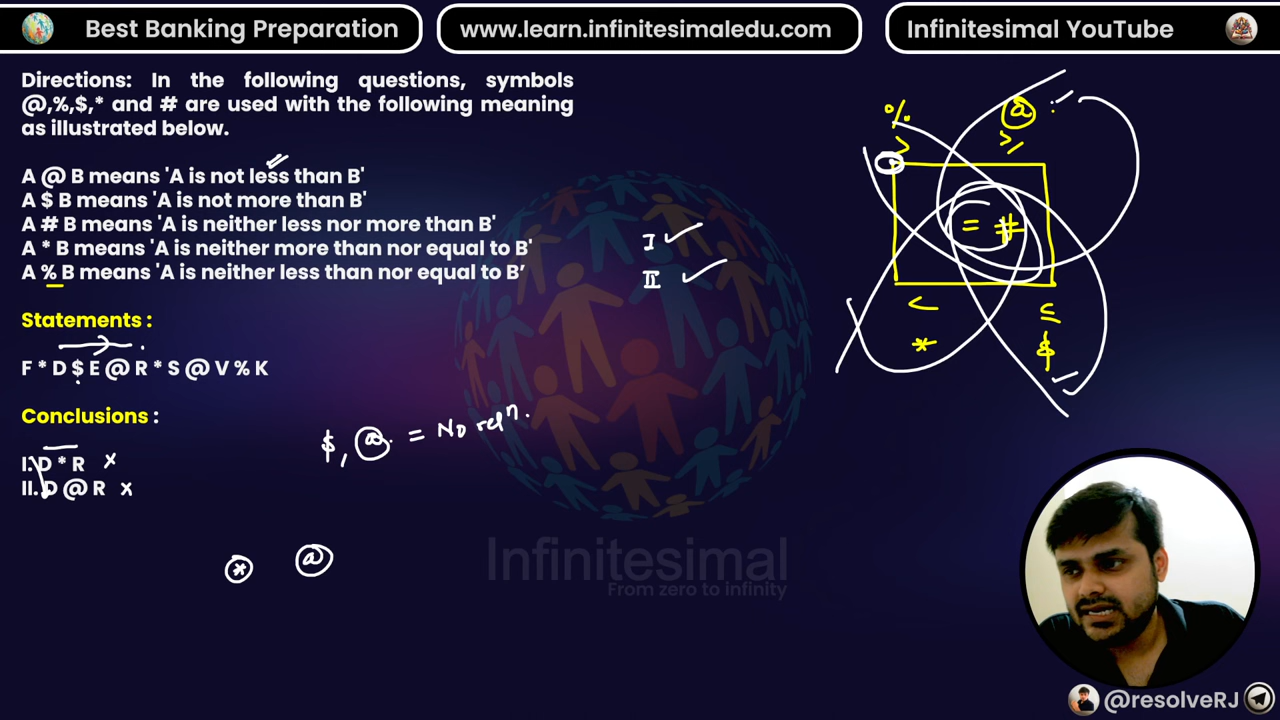 Best Banking Preparation
www.learn.infinitesimaledu.com
Infinitesimal YouTube
Directions: In the following questions, symbols
@,%,$,* and # are used with the following meaning
as illustrated below.
A @ B means 'A is not less than B'
A $ B means 'A is not more than B'
A # B means 'A is neither less nor more than B'
A * B means 'A is neither more than nor equal to B'
A % B means 'A is neither less than nor equal to B’
Statements :
F * D $ E @ R * S @ V % K
Conclusions :
I. D * R x
II. D @ R x
$, @ = No relⁿ.
* @
I ✓
II ✓
% @
> ≥
= #
< ≤
* $
Infinitesimal
From zero to infinity
@resolveRJ